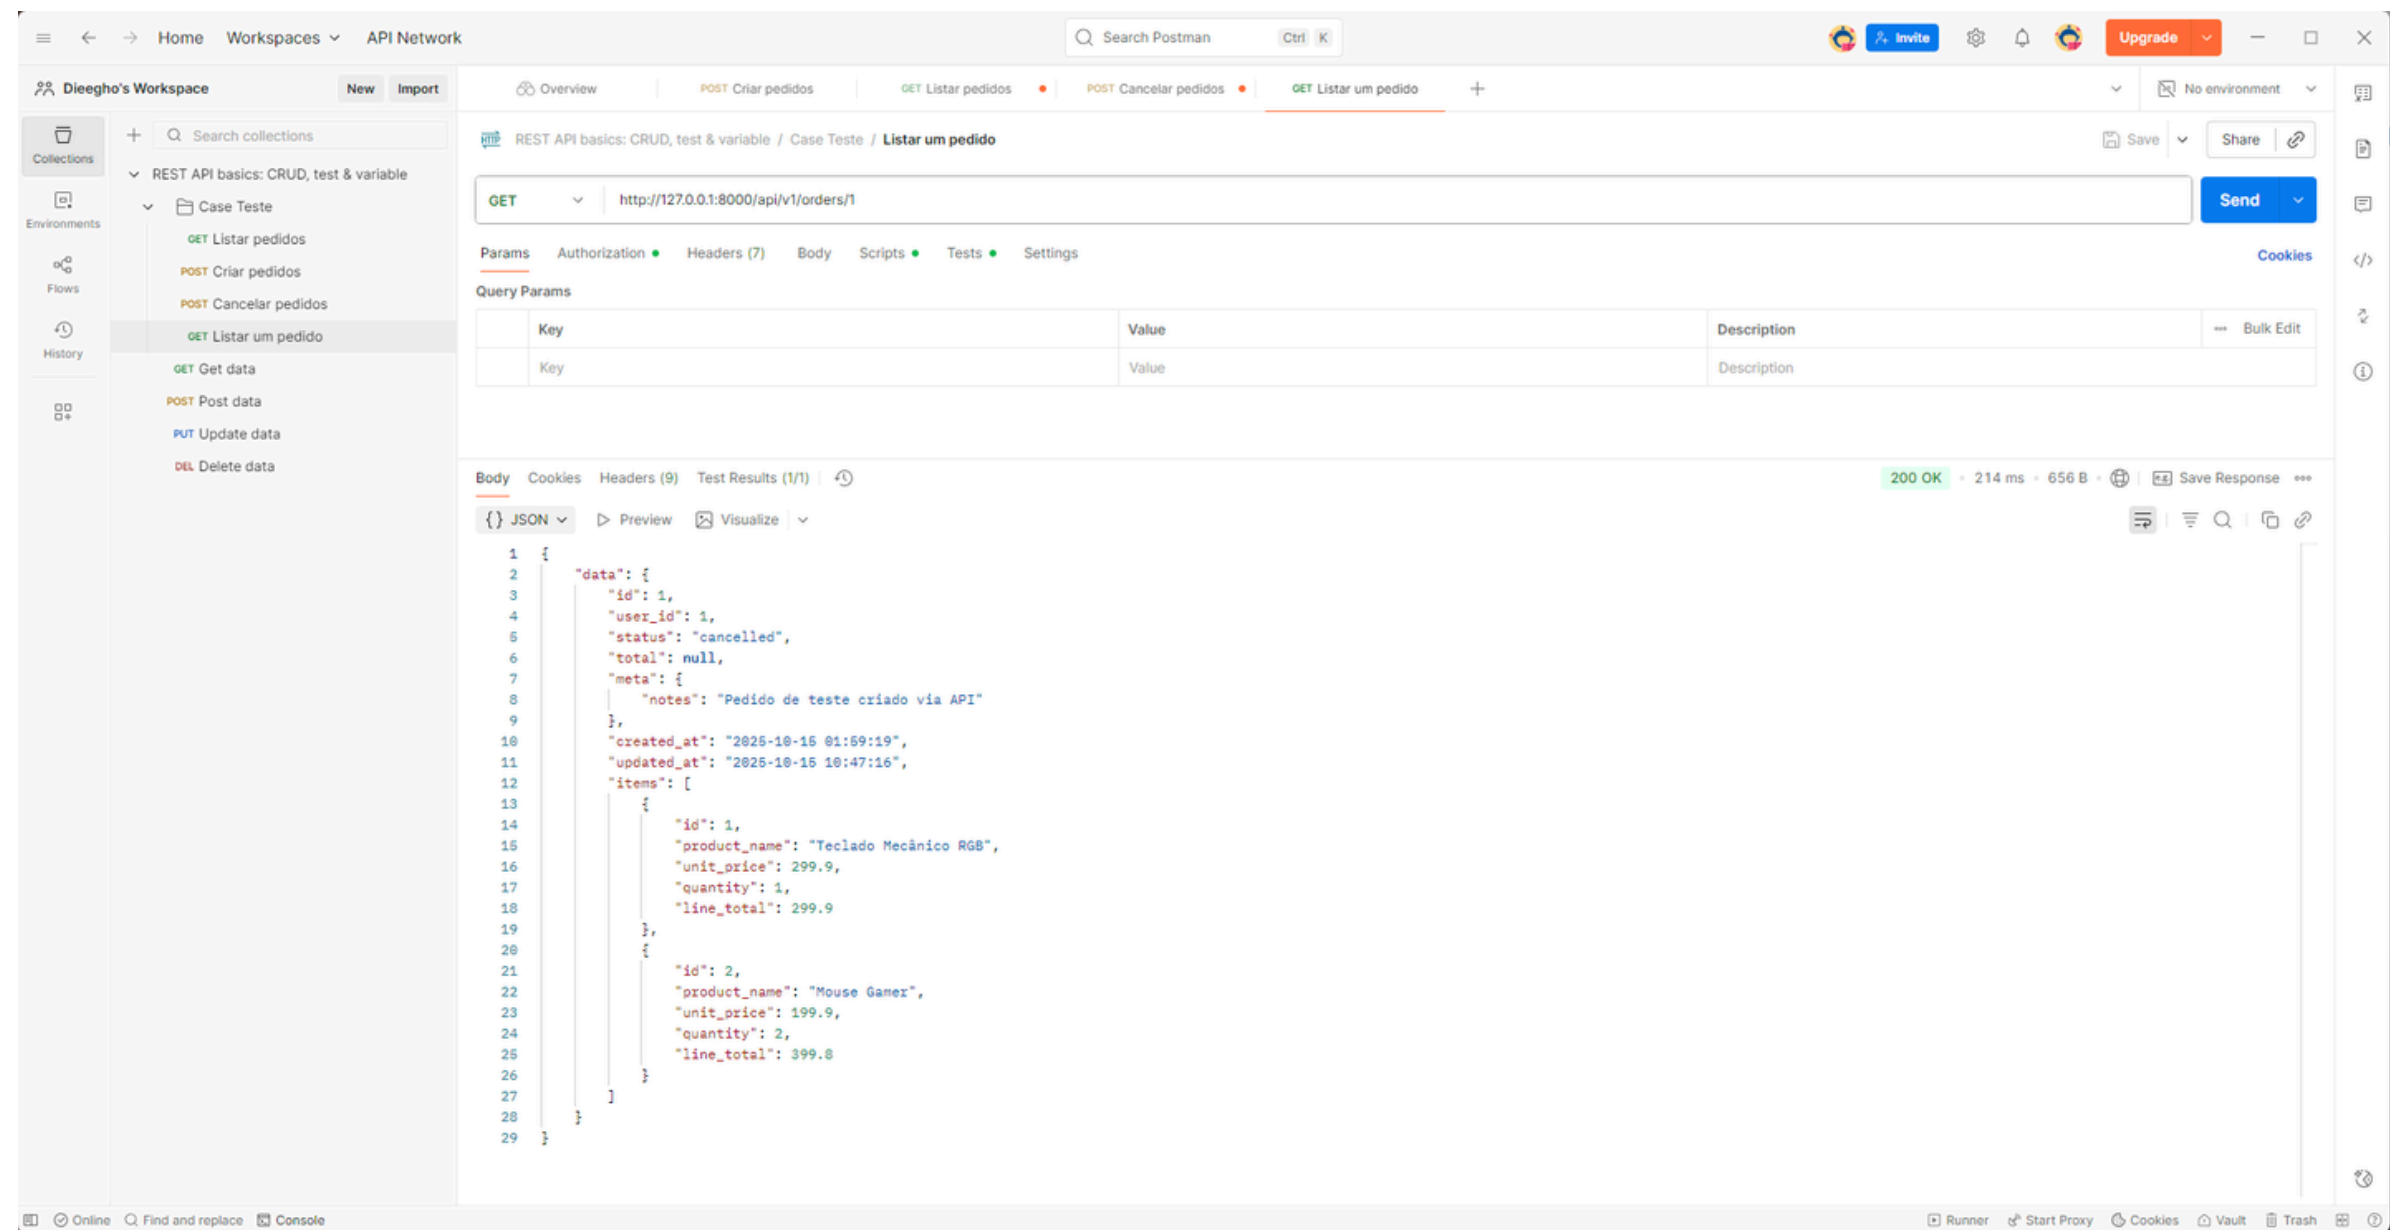 Home Workspaces API Network Search Postman Ctrl K Invite Upgrade
Dieegho's Workspace New Import Overview POST Criar pedidos GET Listar pedidos POST Cancelar pedidos GET Listar um pedido No environment
Collections
Environments
Flows
History
Search collections
REST API basics: CRUD, test & variable
Case Teste
GET Listar pedidos
POST Criar pedidos
POST Cancelar pedidos
GET Listar um pedido
GET Get data
POST Post data
PUT Update data
DEL Delete data
HTTP REST API basics: CRUD, test & variable / Case Teste / Listar um pedido Save Share
GET http://127.0.0.1:8000/api/v1/orders/1 Send
Params Authorization Headers (7) Body Scripts Tests Settings Cookies
Query Params
Key Value Description Bulk Edit
Key Value Description
Body Cookies Headers (9) Test Results (1/1) 200 OK 214 ms 656 B e.g. Save Response
{} JSON Preview Visualize
1 {
2 "data": {
3 "id": 1,
4 "user_id": 1,
5 "status": "cancelled",
6 "total": null,
7 "meta": {
8 "notes": "Pedido de teste criado via API"
9 },
10 "created_at": "2025-10-15 01:59:19",
11 "updated_at": "2025-10-15 10:47:16",
12 "items": [
13 {
14 "id": 1,
15 "product_name": "Teclado Mecânico RGB",
16 "unit_price": 299.9,
17 "quantity": 1,
18 "line_total": 299.9
19 },
20 {
21 "id": 2,
22 "product_name": "Mouse Gamer",
23 "unit_price": 199.9,
24 "quantity": 2,
25 "line_total": 399.8
26 }
27 ]
28 }
29 }
Online Find and replace Console Runner Start Proxy Cookies Vault Trash